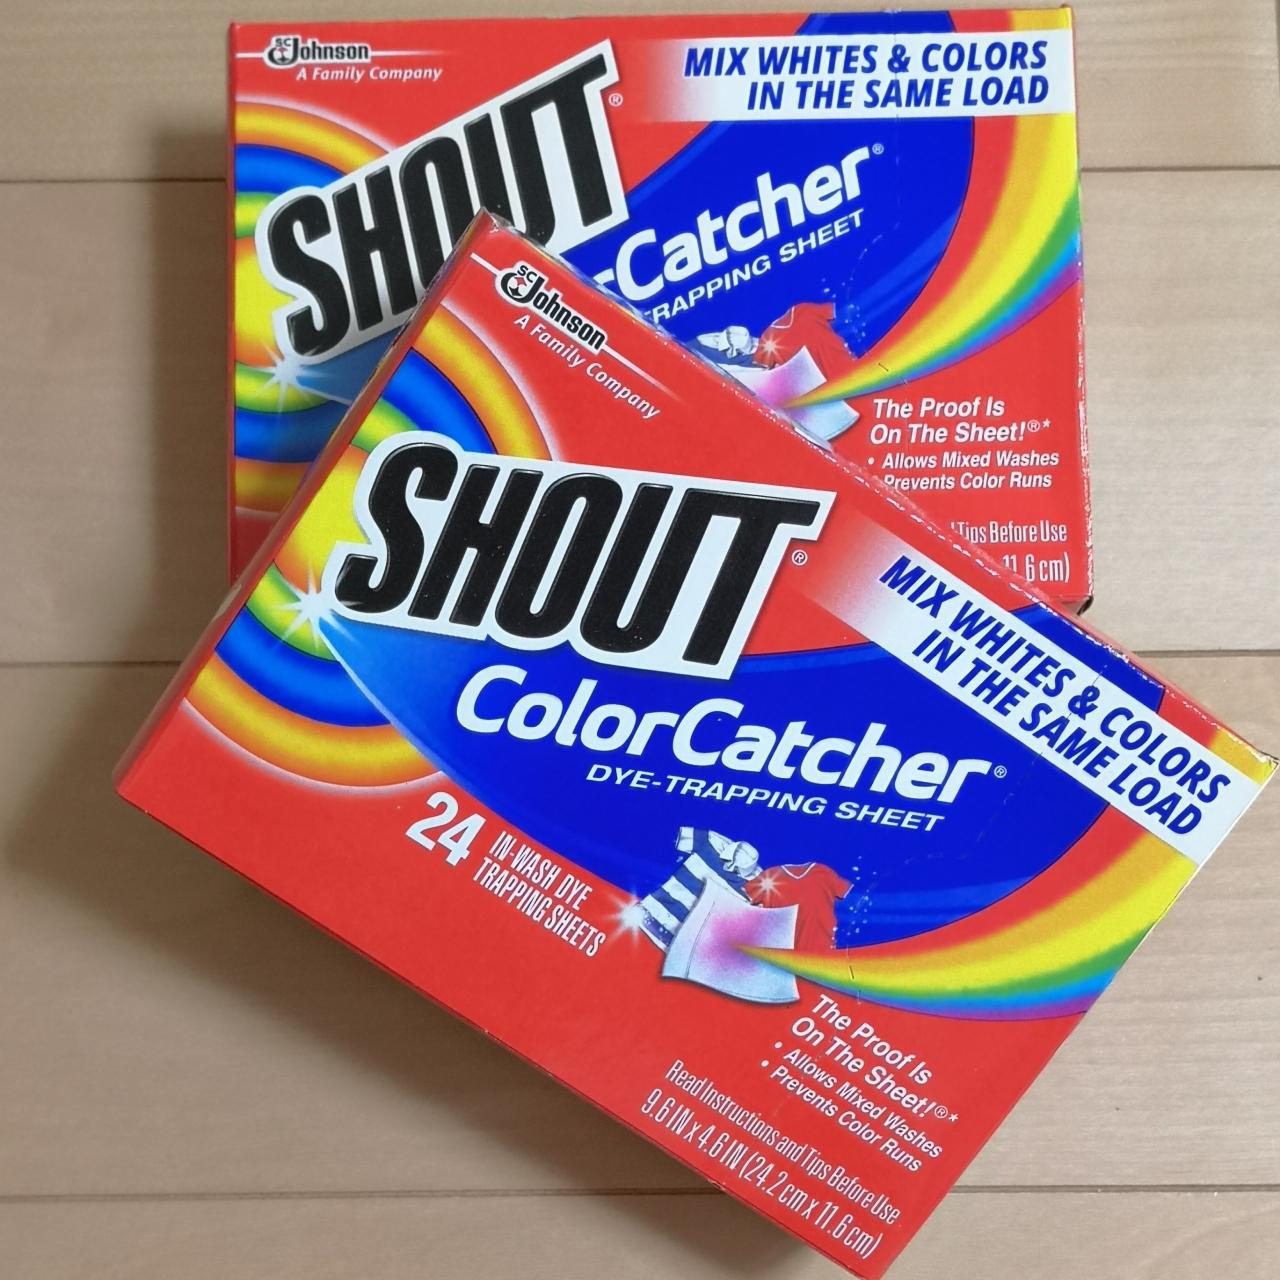 SC Johnson
A Family Company
SHOUT®
MIX WHITES & COLORS
IN THE SAME LOAD
Catcher®
TRAPPING SHEET
The Proof Is
On The Sheet!®*
• Allows Mixed Washes
Prevents Color Runs
Tips Before Use
11.6 cm)
SC Johnson
A Family Company
SHOUT®
MIX WHITES & COLORS
IN THE SAME LOAD
ColorCatcher®
DYE-TRAPPING SHEET
24 IN-WASH DYE
TRAPPING SHEETS
The Proof Is
On The Sheet!®*
• Allows Mixed Washes
• Prevents Color Runs
Read Instructions and Tips Before Use
9.6 IN x 4.6 IN (24.2 cm x 11.6 cm)